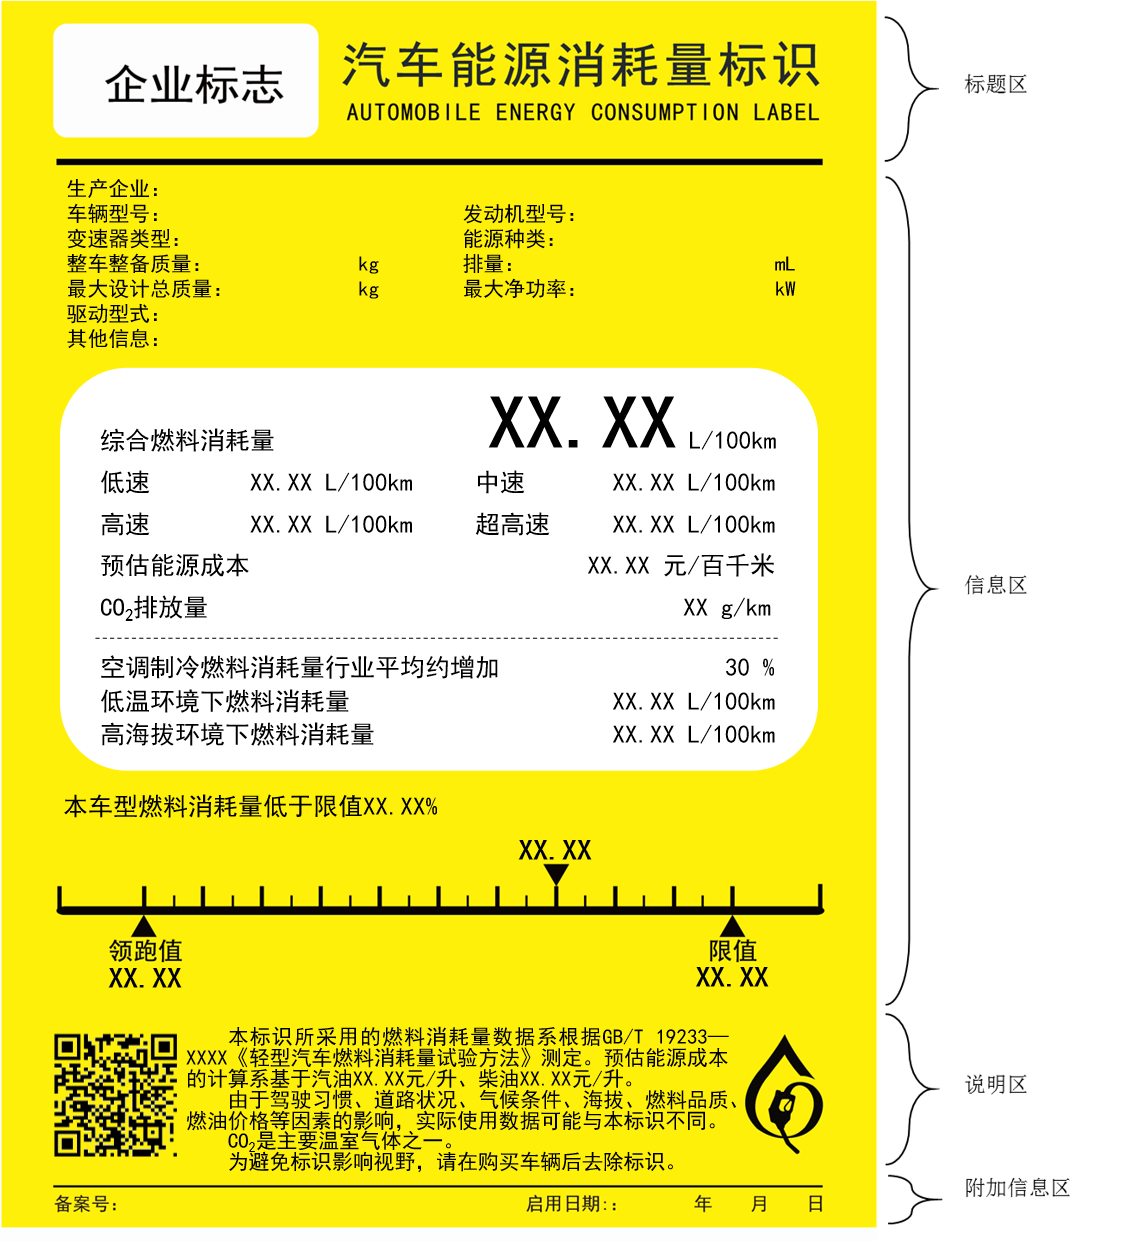 企业标志
汽车能源消耗量标识
AUTOMOBILE ENERGY CONSUMPTION LABEL
标题区
生产企业：
车辆型号： 发动机型号：
变速器类型： 能源种类：
整车整备质量： kg 排量： mL
最大设计总质量： kg 最大净功率： kW
驱动型式：
其他信息：
综合燃料消耗量 XX.XX L/100km
低速 XX.XX L/100km 中速 XX.XX L/100km
高速 XX.XX L/100km 超高速 XX.XX L/100km
预估能源成本 XX.XX 元/百千米
CO₂排放量 XX g/km
信息区
空调制冷燃料消耗量行业平均约增加 30 %
低温环境下燃料消耗量 XX.XX L/100km
高海拔环境下燃料消耗量 XX.XX L/100km
本车型燃料消耗量低于限值XX.XX%
XX.XX
领跑值 限值
XX.XX XX.XX
本标识所采用的燃料消耗量数据系根据GB/T 19233—
XXXX《轻型汽车燃料消耗量试验方法》测定。预估能源成本
的计算系基于汽油XX.XX元/升、柴油XX.XX元/升。
由于驾驶习惯、道路状况、气候条件、海拔、燃料品质、
燃油价格等因素的影响，实际使用数据可能与本标识不同。
CO₂是主要温室气体之一。
为避免标识影响视野，请在购买车辆后去除标识。
说明区
备案号： 启用日期：: 年 月 日
附加信息区